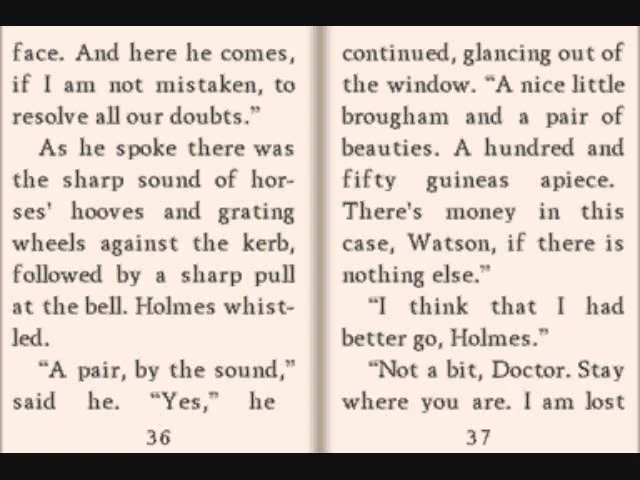 face. And here he comes,
if I am not mistaken, to
resolve all our doubts.”
As he spoke there was
the sharp sound of hor-
ses’ hooves and grating
wheels against the kerb,
followed by a sharp pull
at the bell. Holmes whist-
led.
“A pair, by the sound,”
said he. “Yes,” he
36
continued, glancing out of
the window. “A nice little
brougham and a pair of
beauties. A hundred and
fifty guineas apiece.
There's money in this
case, Watson, if there is
nothing else.”
“I think that I had
better go, Holmes.”
“Not a bit, Doctor. Stay
where you are. I am lost
37